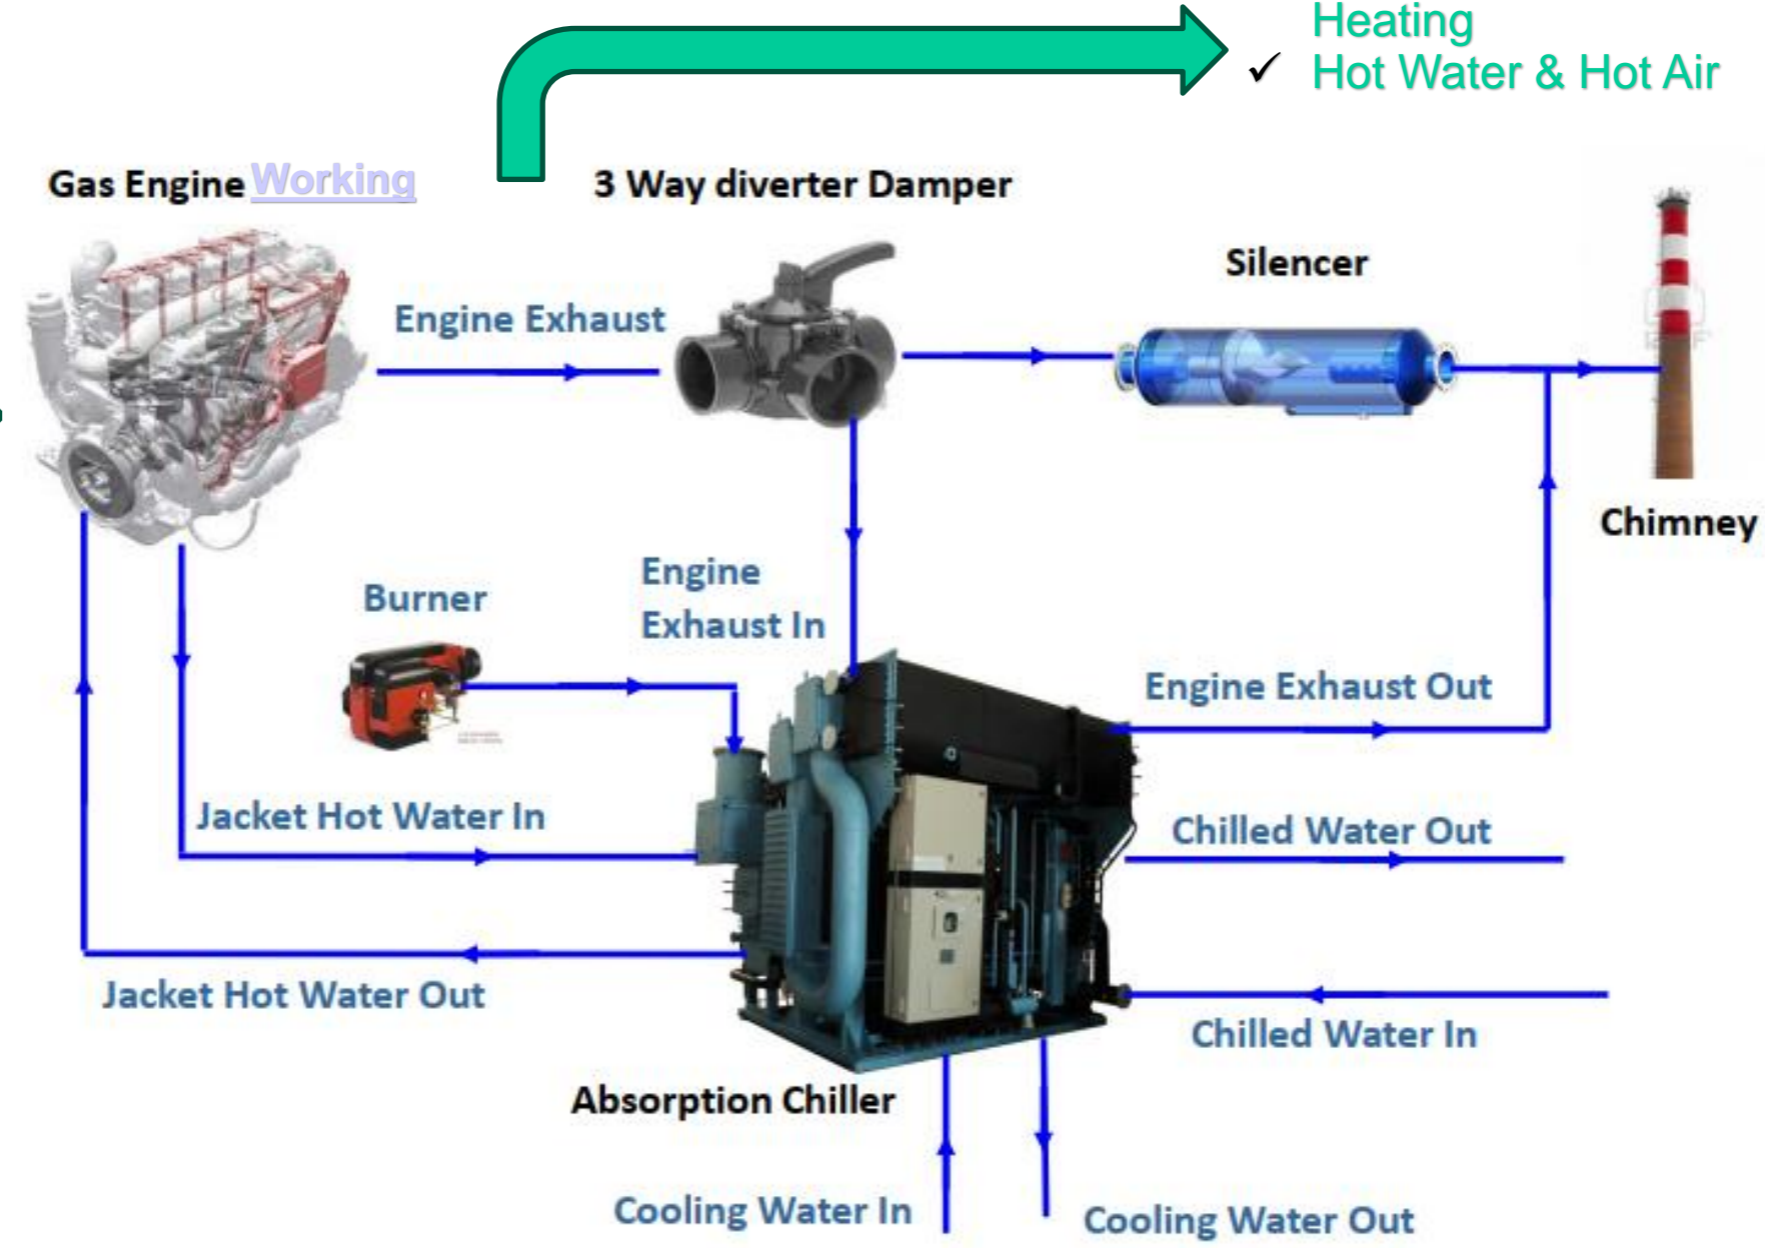 Heating
✓ Hot Water & Hot Air
Gas Engine Working
3 Way diverter Damper
Silencer
Engine Exhaust
Chimney
Engine
Exhaust In
Burner
Engine Exhaust Out
Jacket Hot Water In
Chilled Water Out
Jacket Hot Water Out
Chilled Water In
Absorption Chiller
Cooling Water In
Cooling Water Out